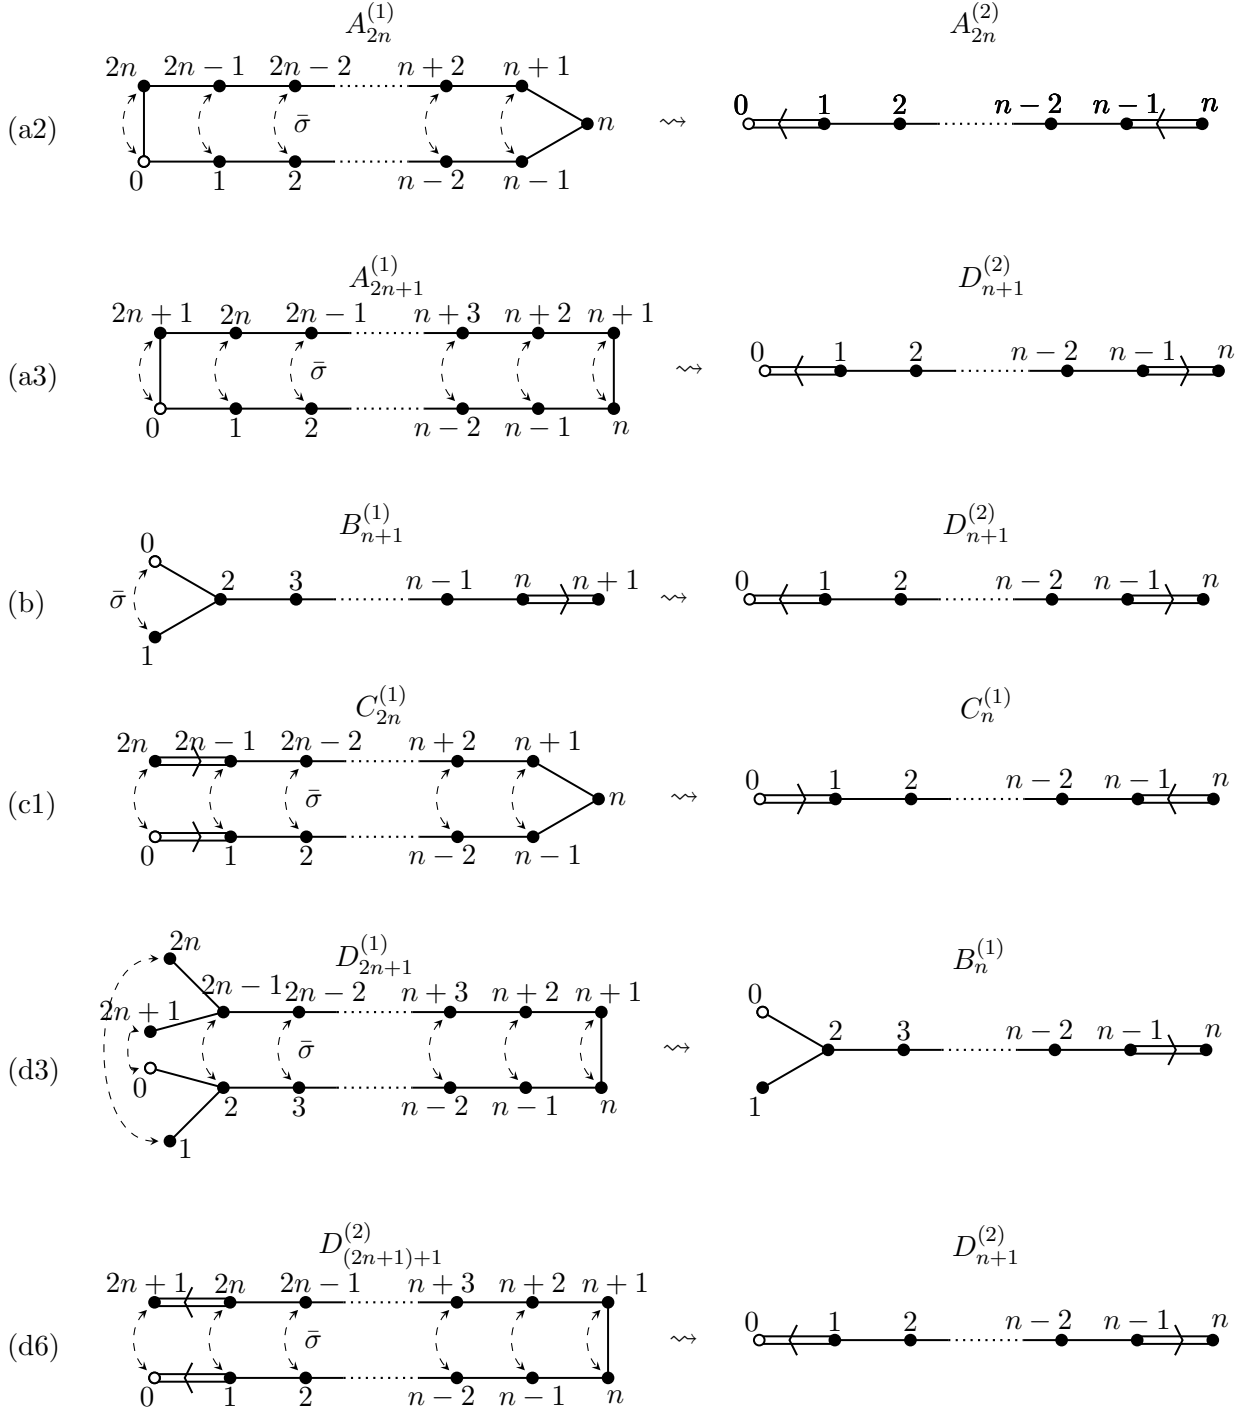 $A_{2n}^{(1)}$ $A_{2n}^{(2)}$
2n 2n − 1 2n − 2 n + 2 n + 1
0 1 2 n − 2 n − 1 n
(a2) σ̄ n ⇝
0 1 2 n − 2 n − 1
$A_{2n+1}^{(1)}$ $D_{n+1}^{(2)}$
2n + 1 2n 2n − 1 n + 3 n + 2 n + 1
0 1 2 n − 2 n − 1 n
(a3) σ̄ ⇝
0 1 2 n − 2 n − 1 n
$B_{n+1}^{(1)}$ $D_{n+1}^{(2)}$
0
2 3 n − 1 n n + 1 0 1 2 n − 2 n − 1 n
(b) σ̄ ⇝
1
$C_{2n}^{(1)}$ $C_n^{(1)}$
2n 2n − 1 2n − 2 n + 2 n + 1
0 1 2 n − 2 n − 1 n
(c1) σ̄ n ⇝
0 1 2 n − 2 n − 1
2n $D_{2n+1}^{(1)}$ $B_n^{(1)}$
2n − 1 2n − 2 n + 3 n + 2 n + 1 0
2n + 1
2 3 n − 2 n − 1 n
(d3) σ̄ ⇝
0 2 3 n − 2 n − 1 n 1
1
$D_{(2n+1)+1}^{(2)}$ $D_{n+1}^{(2)}$
2n + 1 2n 2n − 1 n + 3 n + 2 n + 1
0 1 2 n − 2 n − 1 n
(d6) σ̄ ⇝
0 1 2 n − 2 n − 1 n